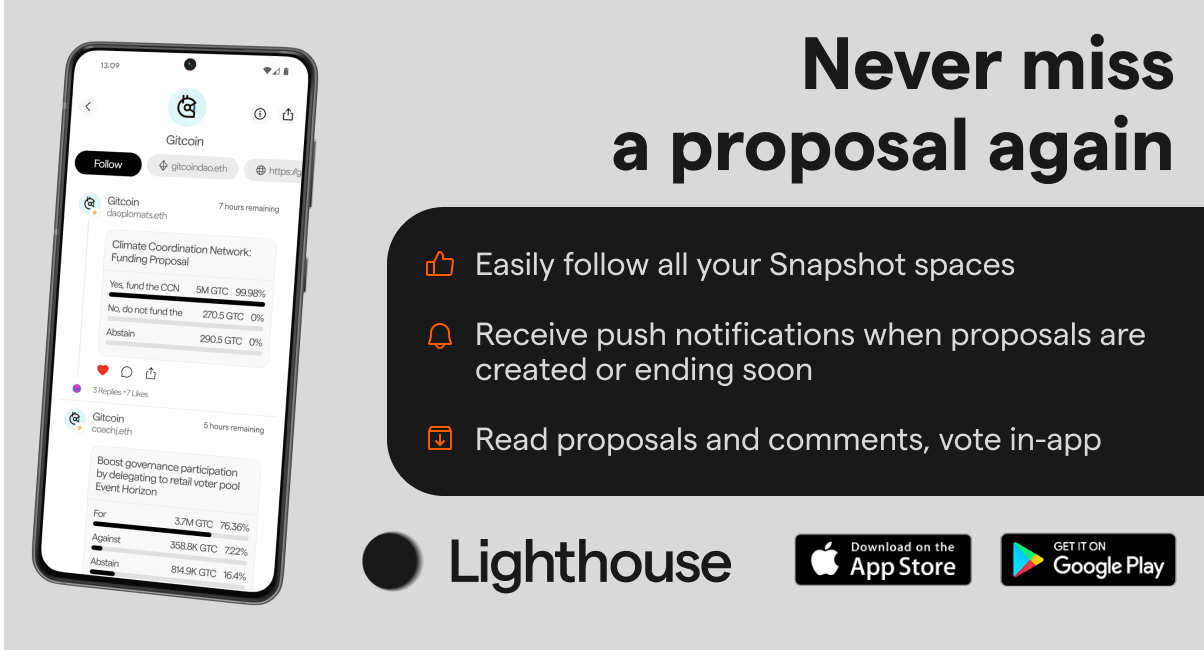 Never miss
a proposal again
13:09
Gitcoin
Follow
gitcoindao.eth
https://g
Gitcoin
daoplomats.eth
7 hours remaining
Climate Coordination Network:
Funding Proposal
Yes, fund the CCN 5M GTC 99.98%
No, do not fund the 270.5 GTC 0%
Abstain 290.5 GTC 0%
3 Replies • 7 Likes
Gitcoin
coachj.eth
5 hours remaining
Boost governance participation
by delegating to retail voter pool
Event Horizon
For 3.7M GTC 76.36%
Against 358.8K GTC 7.22%
Abstain 814.9K GTC 16.4%
Easily follow all your Snapshot spaces
Receive push notifications when proposals are
created or ending soon
Read proposals and comments, vote in-app
Lighthouse
Download on the
App Store
GET IT ON
Google Play